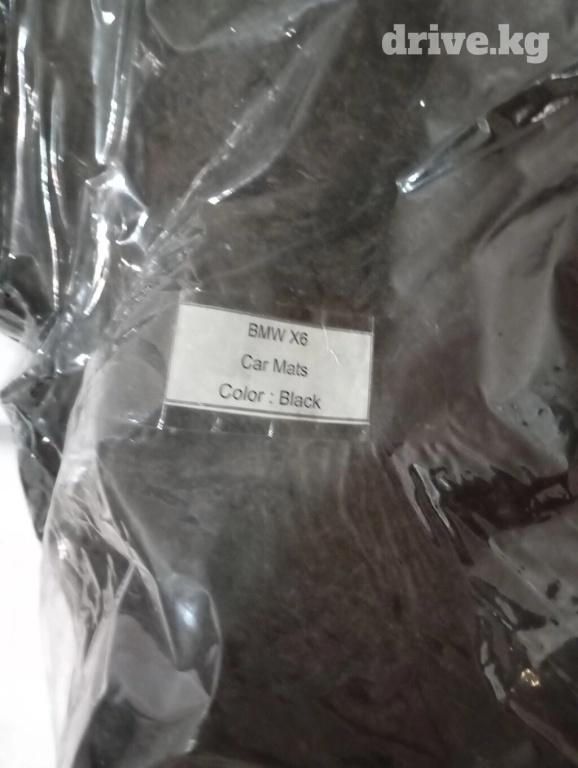 drive.kg
BMW X6
Car Mats
Color : Black